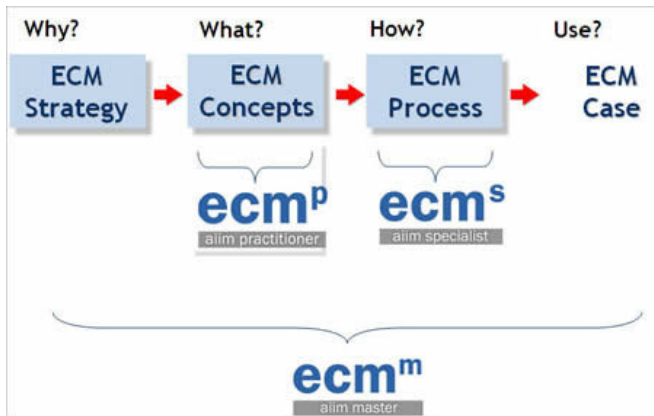 Why? What? How? Use?
ECM ECM ECM ECM
Strategy Concepts Process Case
ecmp ecms
aiim practitioner aiim specialist
ecmm
aiim master